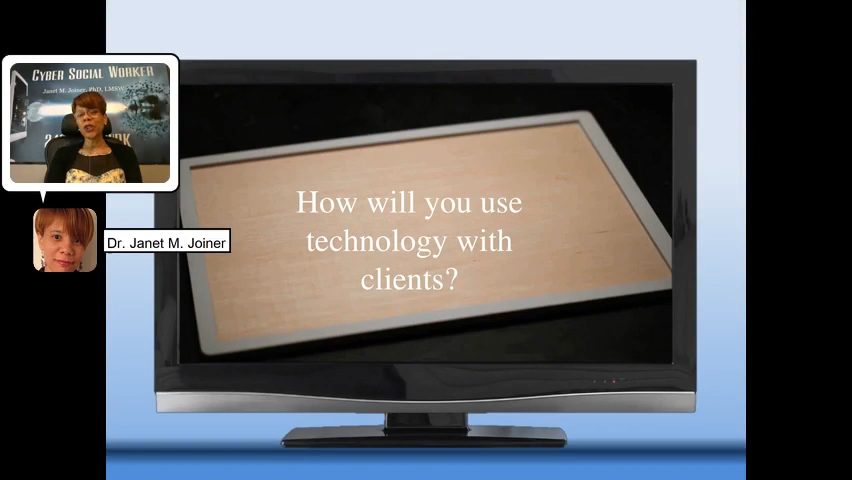 CYBER SOCIAL WORKER
Janet M. Joiner, PhD, LMSW
Dr. Janet M. Joiner
How will you use
technology with
clients?